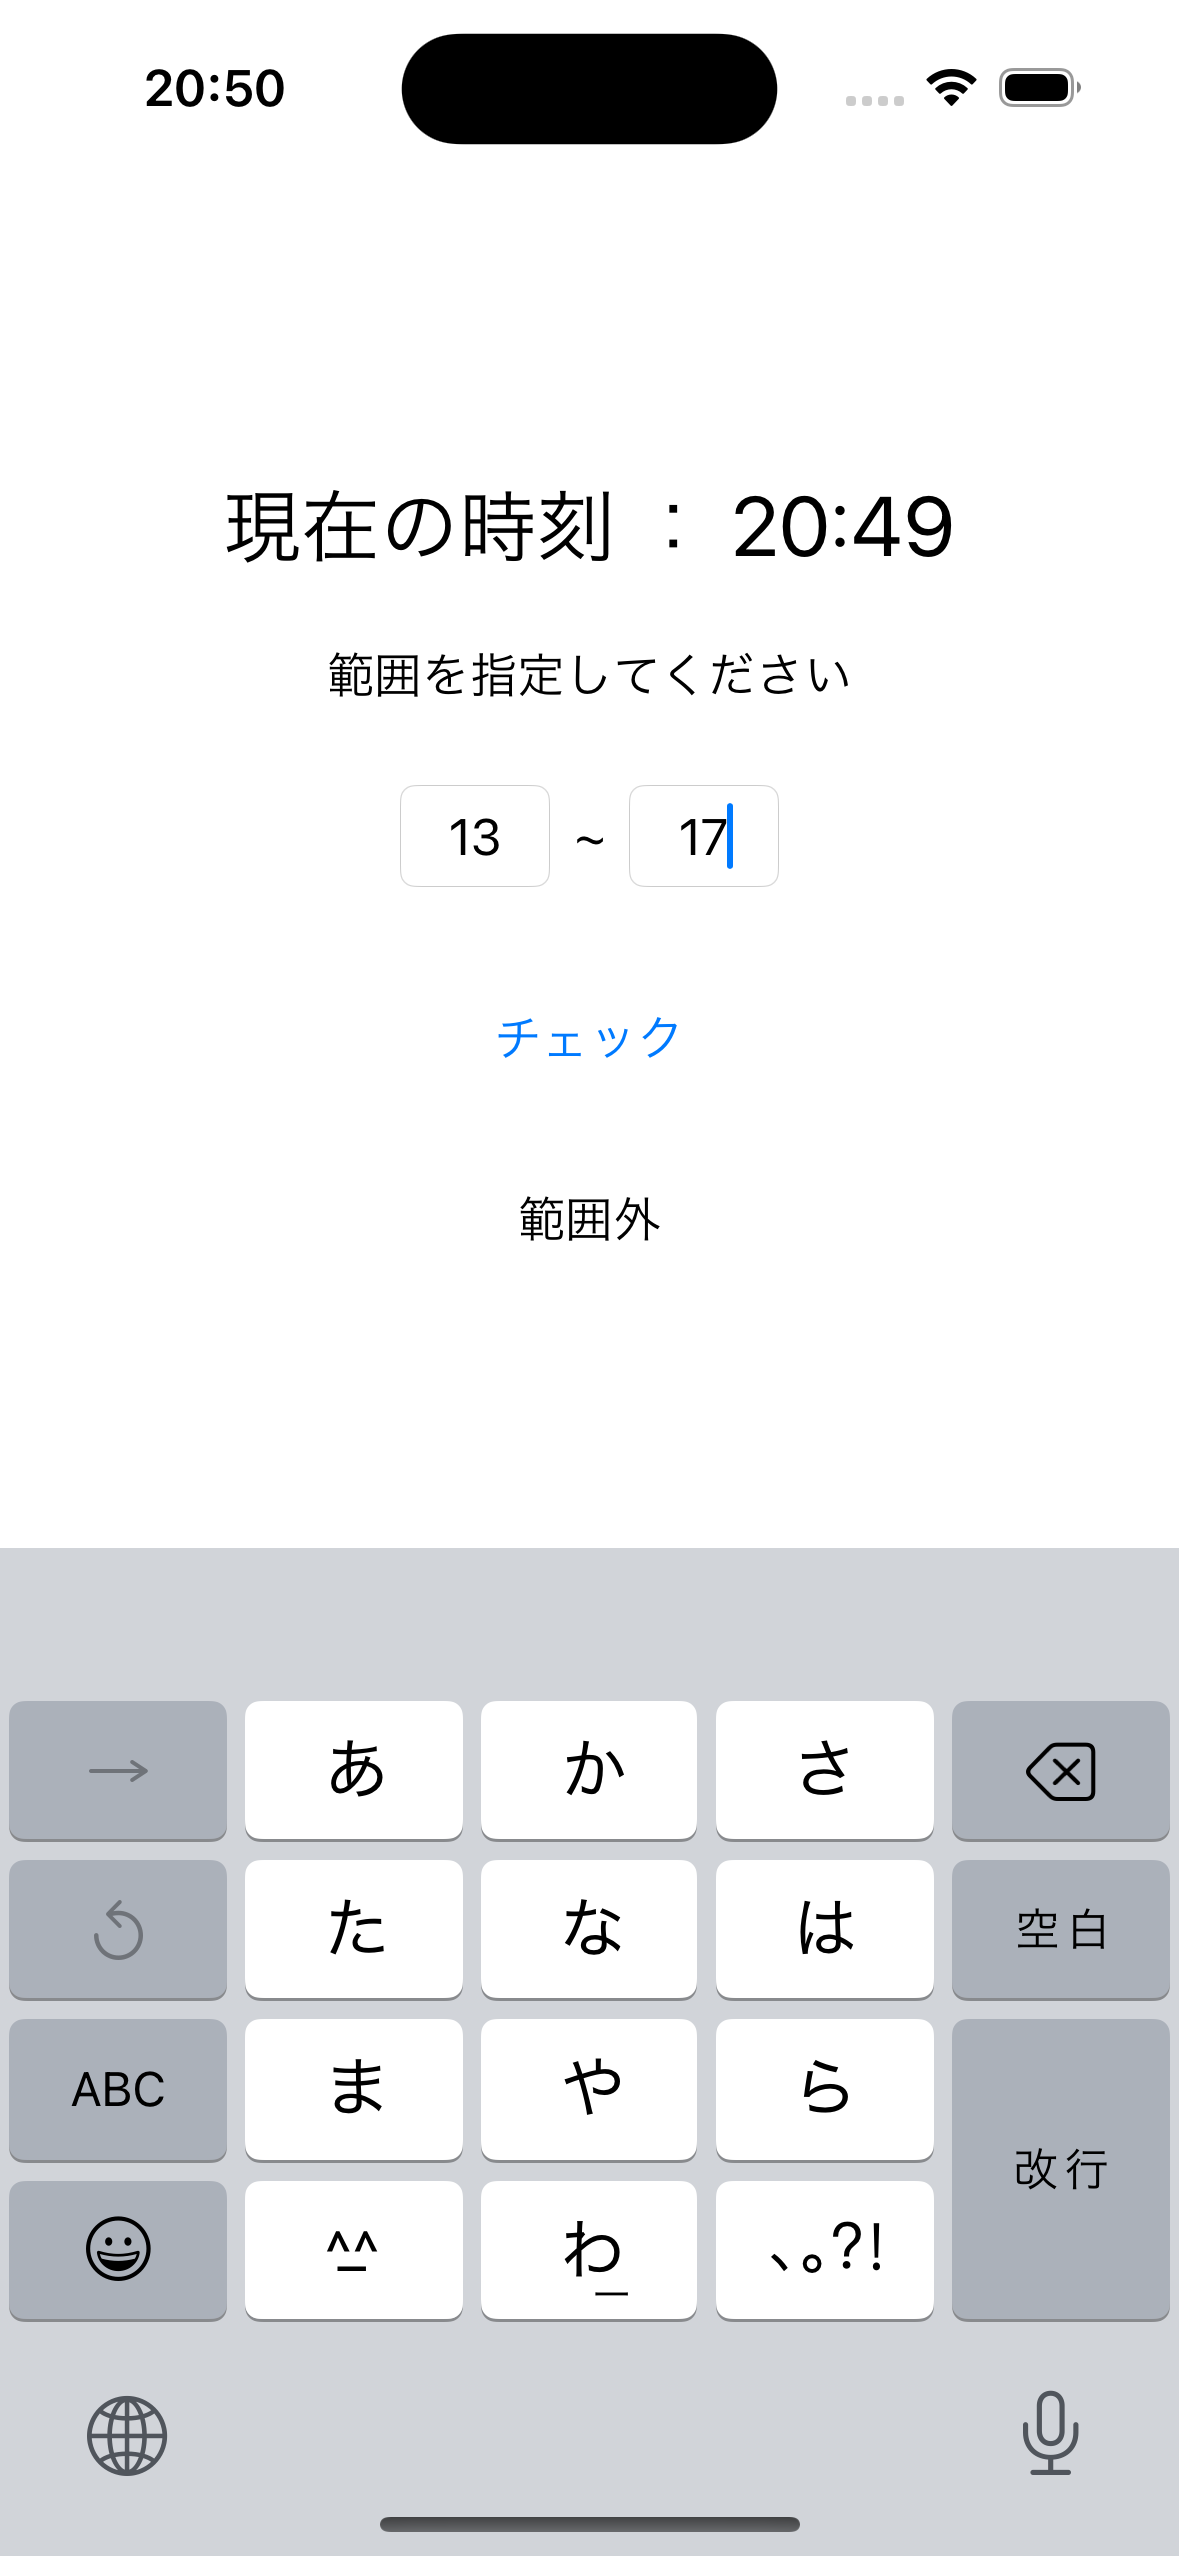 20:50
現在の時刻 : 20:49
範囲を指定してください
13 ~ 17
チェック
範囲外
あ か さ
た な は 空白
ABC ま や ら 改行
^_^ わ_ 、。?!